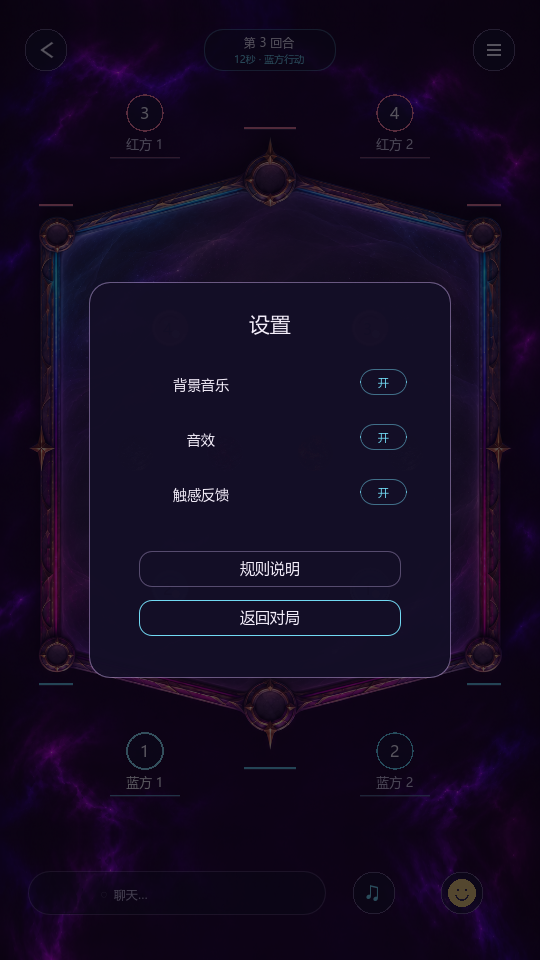 第 3 回合
12秒 · 蓝方行动
3
4
红方 1
红方 2
设置
背景音乐
开
音效
开
触感反馈
开
规则说明
返回对局
1
2
蓝方 1
蓝方 2
聊天...